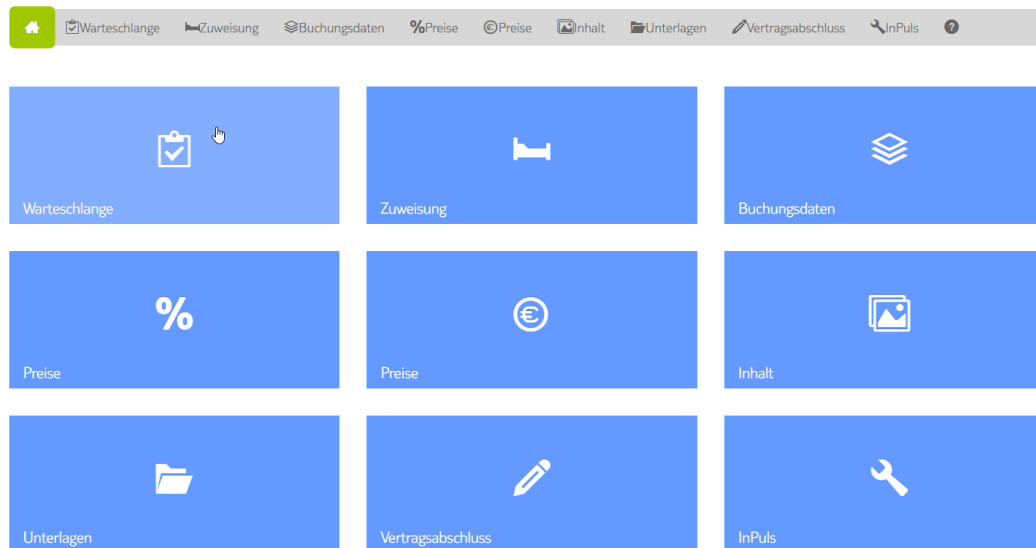 Warteschlange Zuweisung Buchungsdaten %Preise €Preise Inhalt Unterlagen Vertragsabschluss InPuls ?
Warteschlange Zuweisung Buchungsdaten
%
€
Preise Preise Inhalt
Unterlagen Vertragsabschluss InPuls